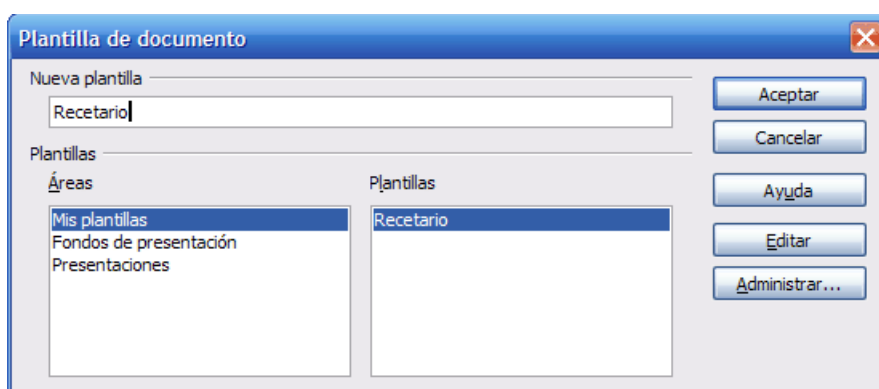 Plantilla de documento
Nueva plantilla
Recetario
Plantillas
Áreas
Mis plantillas
Fondos de presentación
Presentaciones
Plantillas
Recetario
Aceptar
Cancelar
Ayuda
Editar
Administrar...